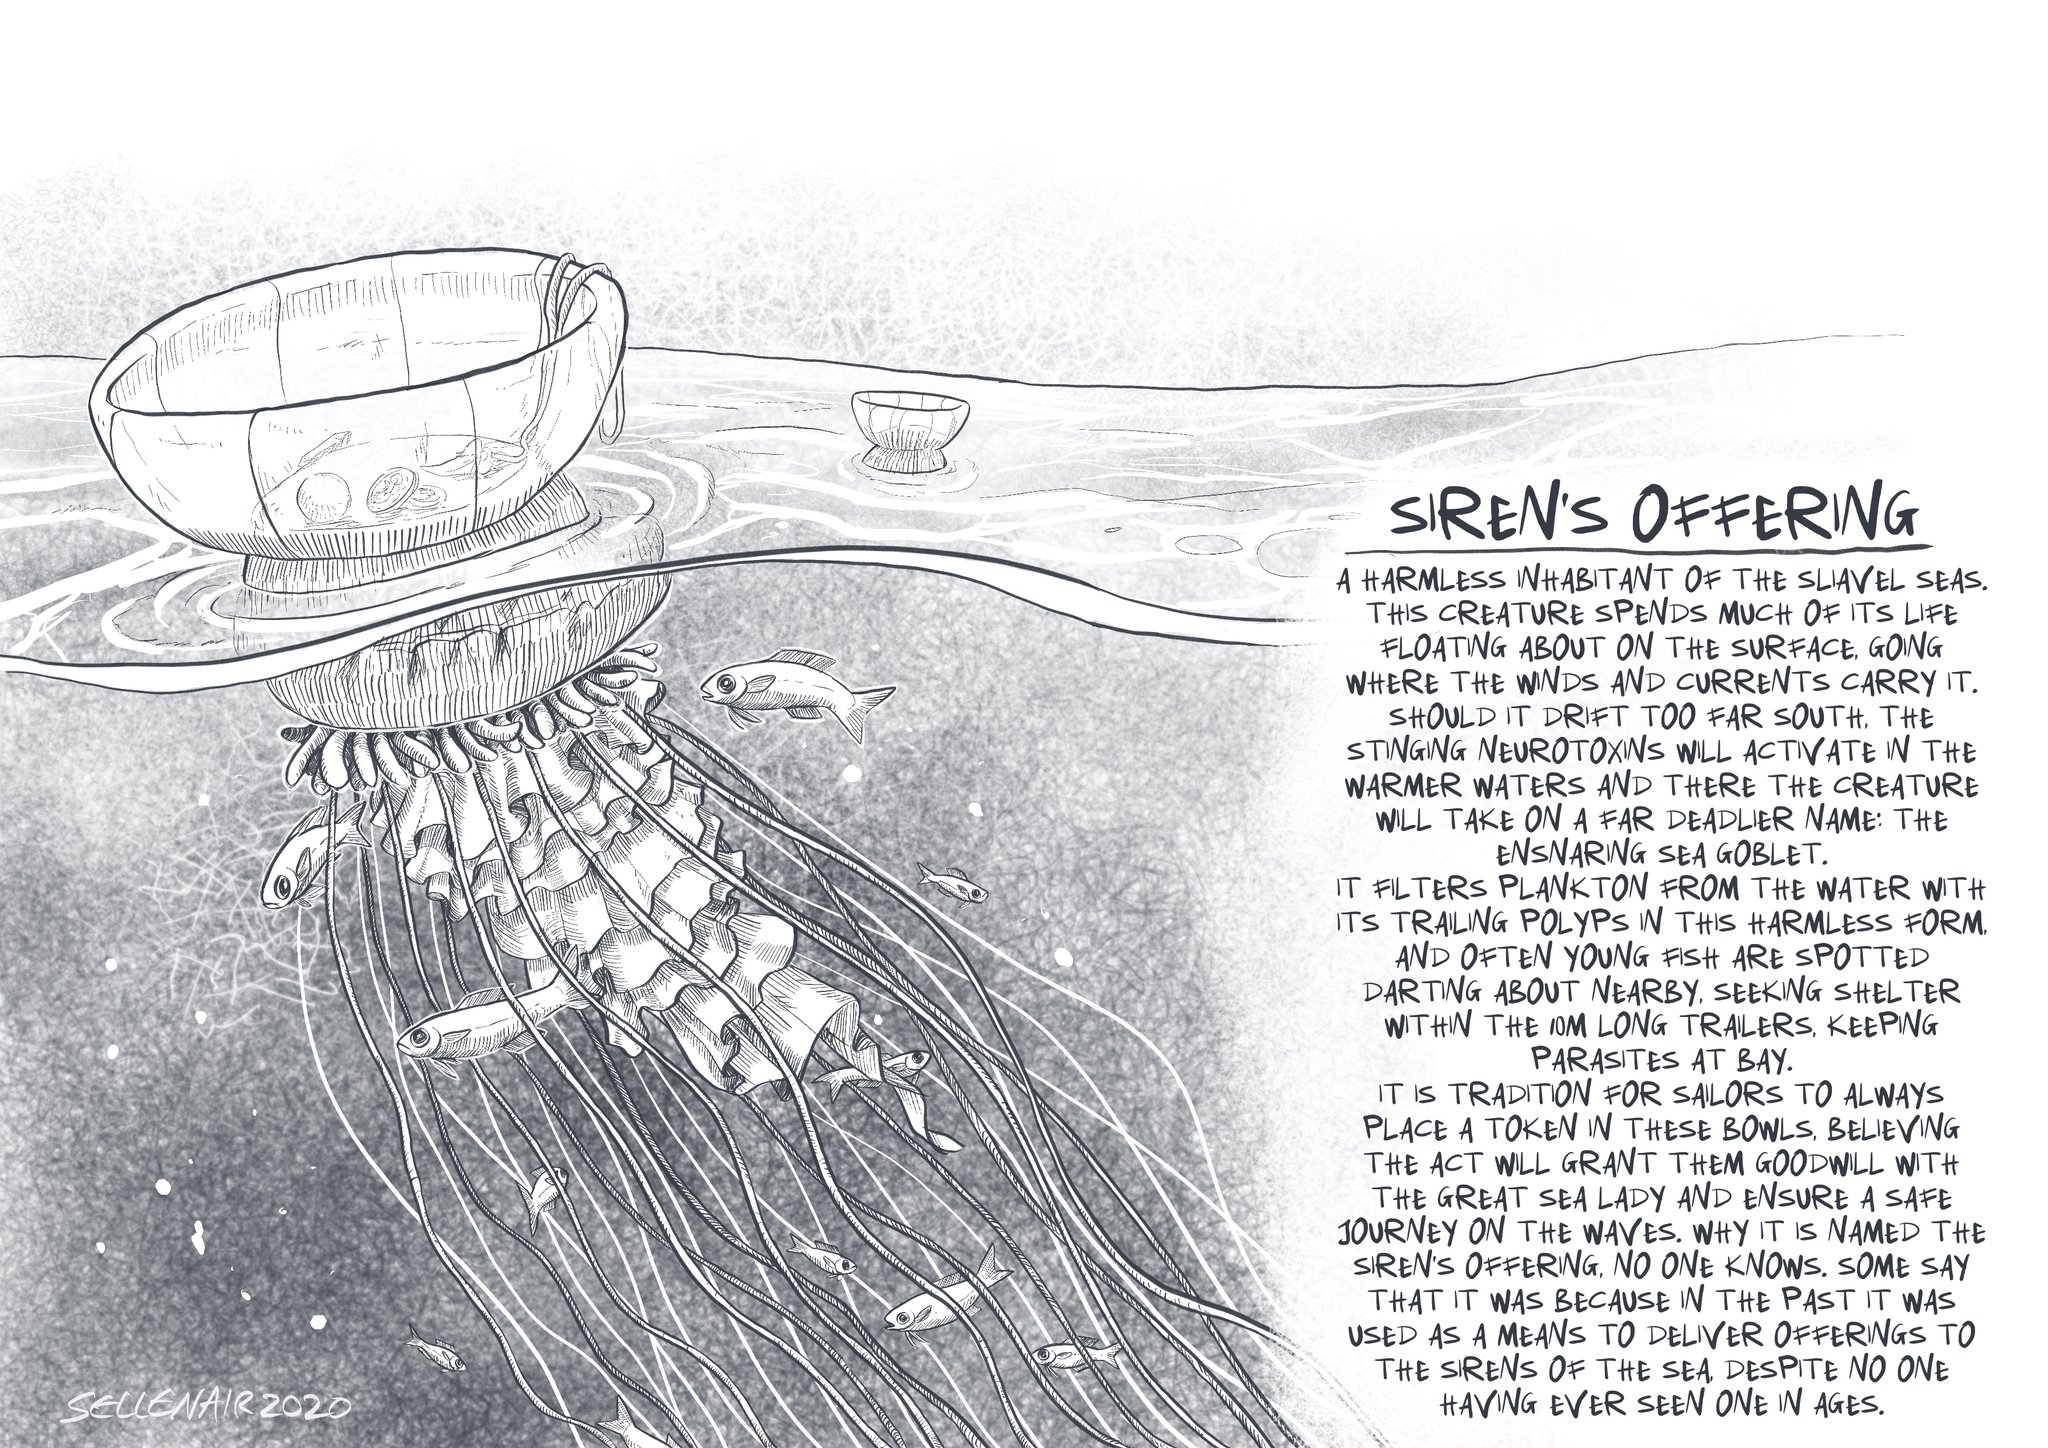 SIREN'S OFFERING
A HARMLESS INHABITANT OF THE SLIAVEL SEAS.
THIS CREATURE SPENDS MUCH OF ITS LIFE
FLOATING ABOUT ON THE SURFACE, GOING
WHERE THE WINDS AND CURRENTS CARRY IT.
SHOULD IT DRIFT TOO FAR SOUTH, THE
STINGING NEUROTOXINS WILL ACTIVATE IN THE
WARMER WATERS AND THERE THE CREATURE
WILL TAKE ON A FAR DEADLIER NAME: THE
ENSNARING SEA GOBLET.
IT FILTERS PLANKTON FROM THE WATER WITH
ITS TRAILING POLYPS IN THIS HARMLESS FORM,
AND OFTEN YOUNG FISH ARE SPOTTED
DARTING ABOUT NEARBY, SEEKING SHELTER
WITHIN THE 10M LONG TRAILERS, KEEPING
PARASITES AT BAY.
IT IS TRADITION FOR SAILORS TO ALWAYS
PLACE A TOKEN IN THESE BOWLS, BELIEVING
THE ACT WILL GRANT THEM GOODWILL WITH
THE GREAT SEA LADY AND ENSURE A SAFE
JOURNEY ON THE WAVES. WHY IT IS NAMED THE
SIREN'S OFFERING, NO ONE KNOWS. SOME SAY
THAT IT WAS BECAUSE IN THE PAST IT WAS
USED AS A MEANS TO DELIVER OFFERINGS TO
THE SIRENS OF THE SEA, DESPITE NO ONE
HAVING EVER SEEN ONE IN AGES.
SELLENAIR2020